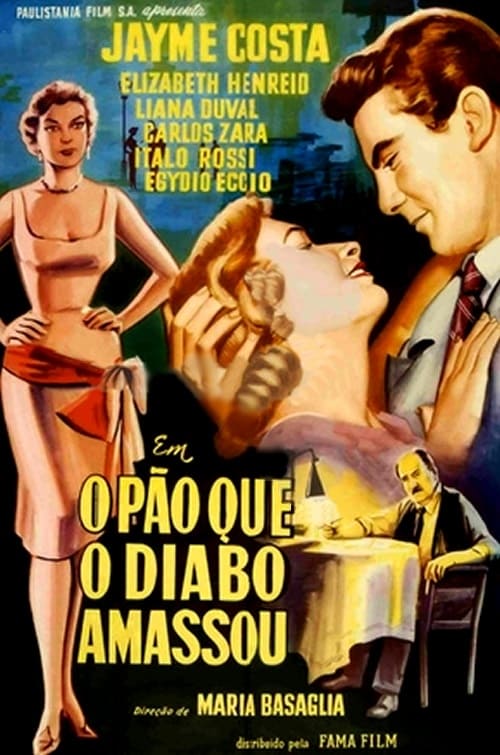 PAULISTANIA FILM S.A. apresenta
JAYME COSTA
ELIZABETH HENREID
LIANA DUVAL
CARLOS ZARA
ITALO ROSSI
EGYDIO ECCIO
Em
O PÃO QUE
O DIABO
AMASSOU
Direção de MARIA BASAGLIA
distribuido pela FAMA FILM